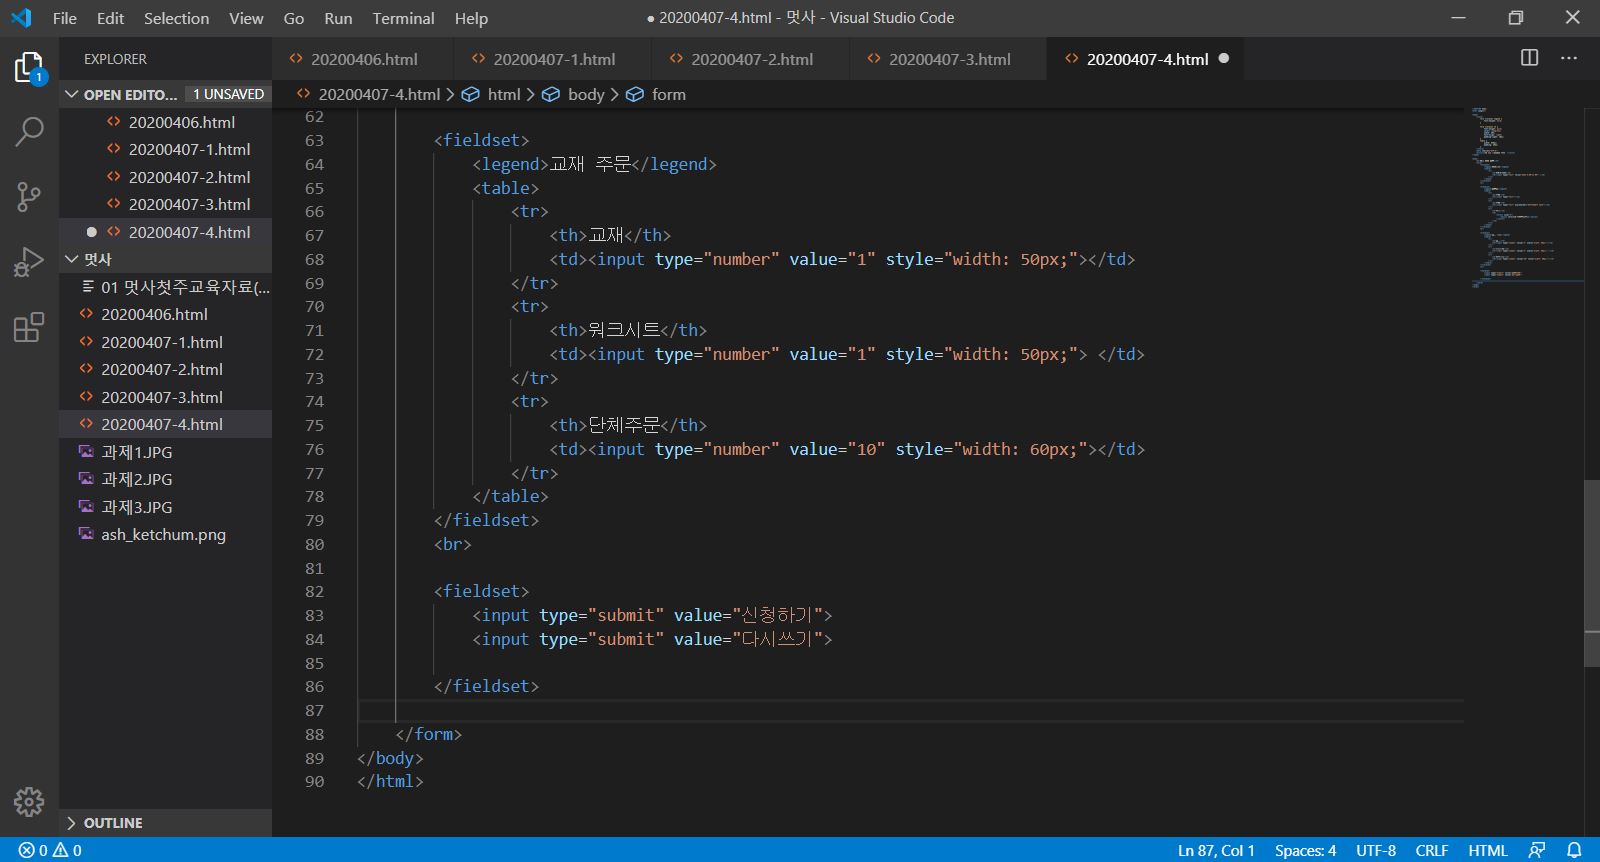 File Edit Selection View Go Run Terminal Help ● 20200407-4.html - 멋사 - Visual Studio Code
EXPLORER
20200406.html 20200407-1.html 20200407-2.html 20200407-3.html 20200407-4.html
1
OPEN EDITO... 1 UNSAVED
20200407-4.html > html > body > form
20200406.html
20200407-1.html
20200407-2.html
20200407-3.html
20200407-4.html
멋사
01 멋사첫주교육자료(...
20200406.html
20200407-1.html
20200407-2.html
20200407-3.html
20200407-4.html
과제1.JPG
과제2.JPG
과제3.JPG
ash_ketchum.png
OUTLINE
62
63 <fieldset>
64 <legend>교재 주문</legend>
65 <table>
66 <tr>
67 <th>교재</th>
68 <td><input type="number" value="1" style="width: 50px;"></td>
69 </tr>
70 <tr>
71 <th>워크시트</th>
72 <td><input type="number" value="1" style="width: 50px;"> </td>
73 </tr>
74 <tr>
75 <th>단체주문</th>
76 <td><input type="number" value="10" style="width: 60px;"></td>
77 </tr>
78 </table>
79 </fieldset>
80 <br>
81
82 <fieldset>
83 <input type="submit" value="신청하기">
84 <input type="submit" value="다시쓰기">
85
86 </fieldset>
87
88 </form>
89 </body>
90 </html>
0 0 Ln 87, Col 1 Spaces: 4 UTF-8 CRLF HTML